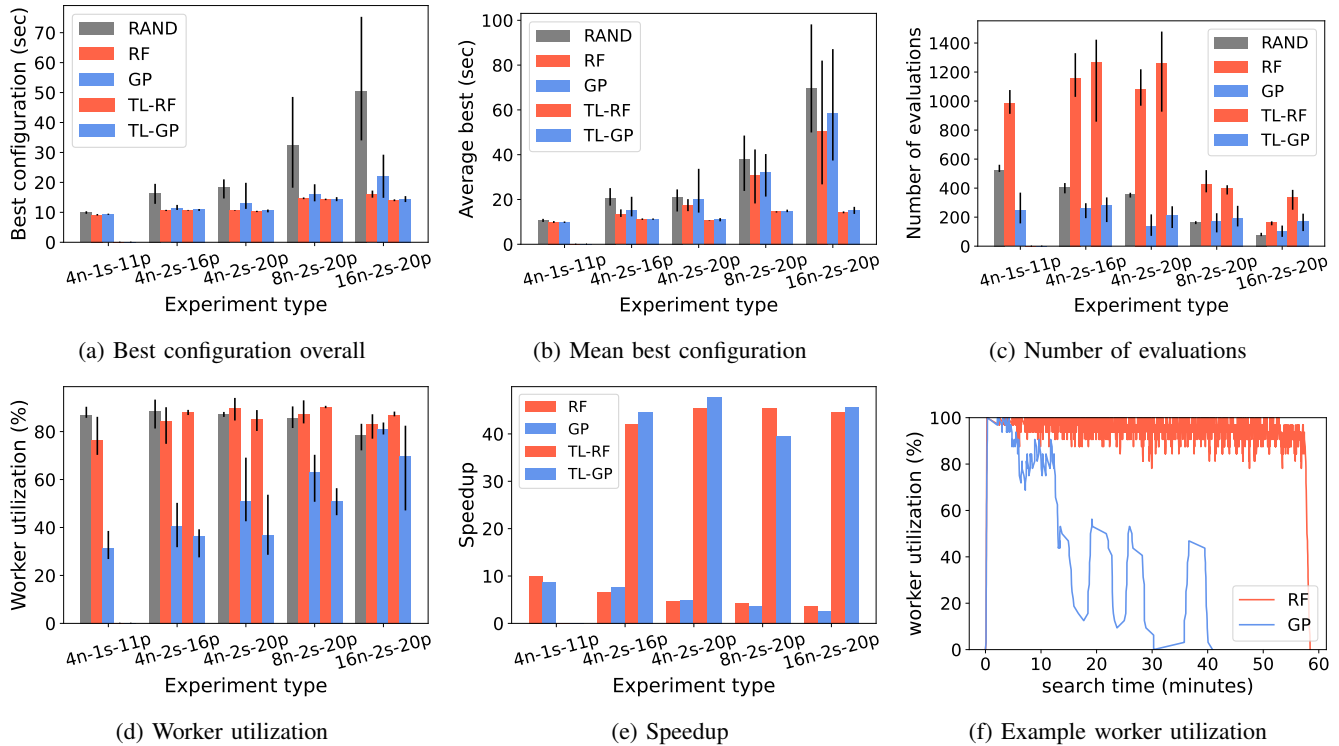 Best configuration (sec)
70
60
50
40
30
20
10
0
RAND
RF
GP
TL-RF
TL-GP
4n-1s-11p
4n-2s-16p
4n-2s-20p
8n-2s-20p
16n-2s-20p
Experiment type
(a) Best configuration overall
Average best (sec)
100
80
60
40
20
0
RAND
RF
GP
TL-RF
TL-GP
4n-1s-11p
4n-2s-16p
4n-2s-20p
8n-2s-20p
16n-2s-20p
Experiment type
(b) Mean best configuration
Number of evaluations
1400
1200
1000
800
600
400
200
0
RAND
RF
GP
TL-RF
TL-GP
4n-1s-11p
4n-2s-16p
4n-2s-20p
8n-2s-20p
16n-2s-20p
Experiment type
(c) Number of evaluations
Worker utilization (%)
80
60
40
20
0
4n-1s-11p
4n-2s-16p
4n-2s-20p
8n-2s-20p
16n-2s-20p
Experiment type
(d) Worker utilization
Speedup
40
30
20
10
0
RF
GP
TL-RF
TL-GP
4n-1s-11p
4n-2s-16p
4n-2s-20p
8n-2s-20p
16n-2s-20p
Experiment type
(e) Speedup
worker utilization (%)
100
80
60
40
20
0
RF
GP
0
10
20
30
40
50
60
search time (minutes)
(f) Example worker utilization